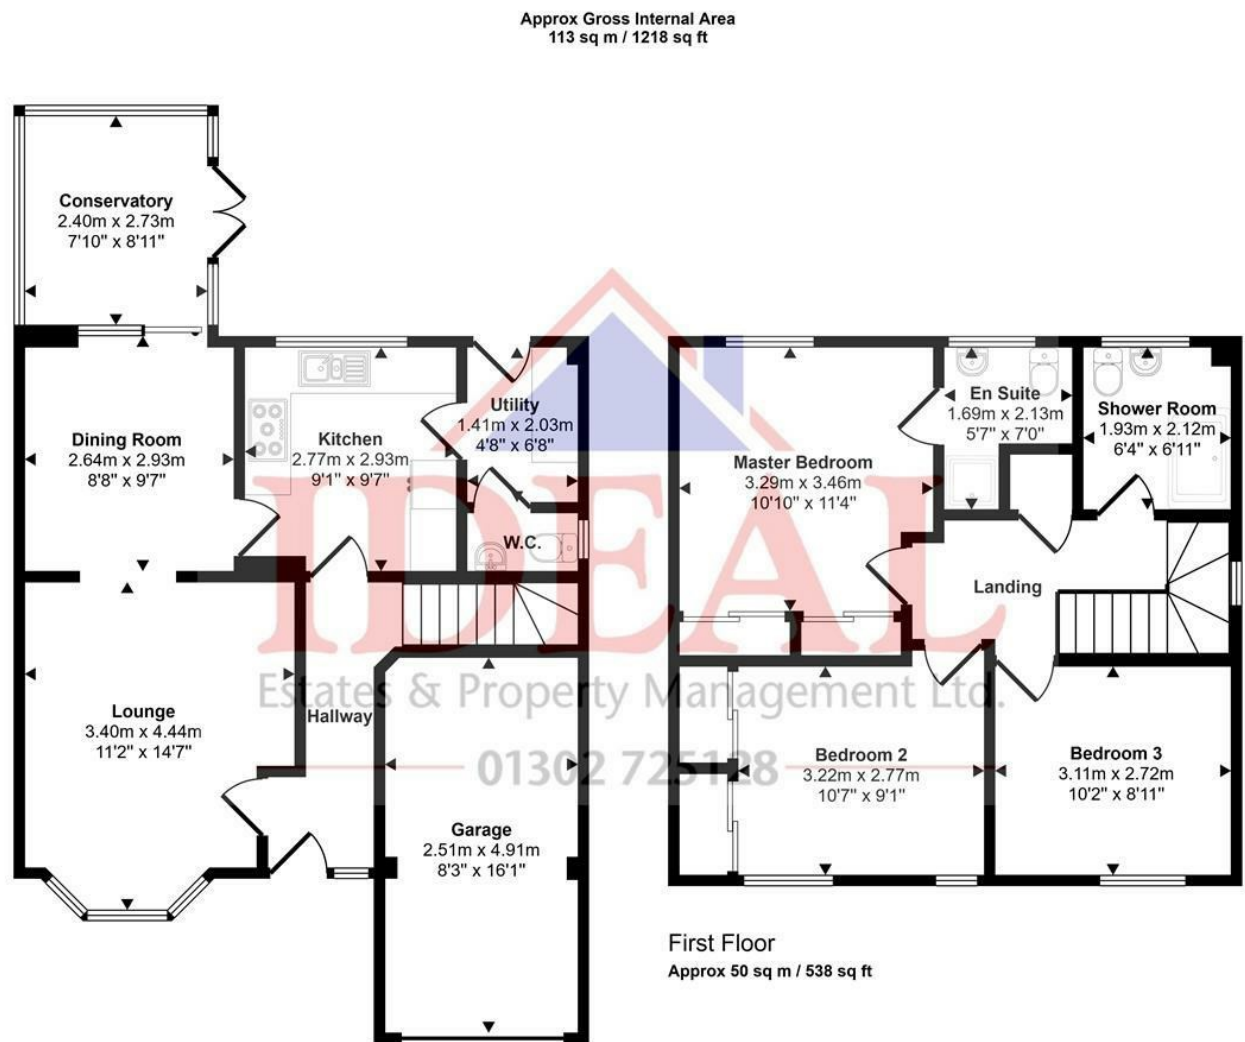 Approx Gross Internal Area
113 sq m / 1218 sq ft
Conservatory
2.40m x 2.73m
7'10" x 8'11"
Dining Room
2.64m x 2.93m
8'8" x 9'7"
Kitchen
2.77m x 2.93m
9'1" x 9'7"
Utility
1.41m x 2.03m
4'8" x 6'8"
W.C.
Lounge
3.40m x 4.44m
11'2" x 14'7"
Hallway
Garage
2.51m x 4.91m
8'3" x 16'1"
Master Bedroom
3.29m x 3.46m
10'10" x 11'4"
En Suite
1.69m x 2.13m
5'7" x 7'0"
Shower Room
1.93m x 2.12m
6'4" x 6'11"
Landing
Bedroom 2
3.22m x 2.77m
10'7" x 9'1"
Bedroom 3
3.11m x 2.72m
10'2" x 8'11"
First Floor
Approx 50 sq m / 538 sq ft
IDEAL
Estates & Property Management Ltd.
01302 725128